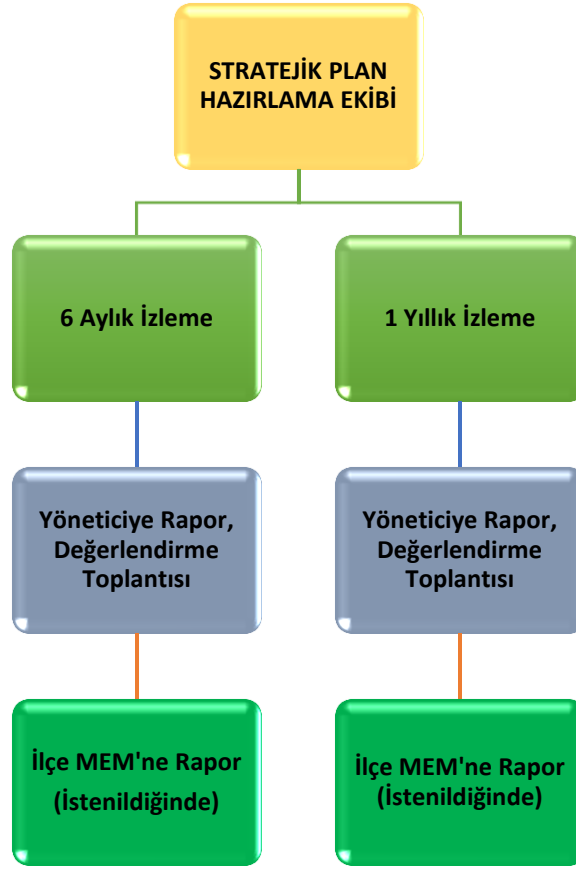 STRATEJİK PLAN
HAZIRLAMA EKİBİ
6 Aylık İzleme
1 Yıllık İzleme
Yöneticiye Rapor,
Değerlendirme
Toplantısı
Yöneticiye Rapor,
Değerlendirme
Toplantısı
İlçe MEM'ne Rapor
(İstenildiğinde)
İlçe MEM'ne Rapor
(İstenildiğinde)